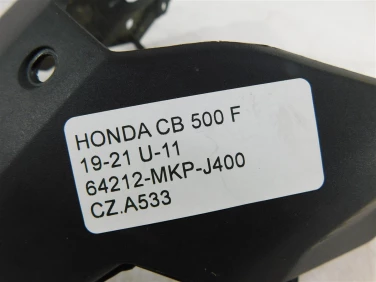 HONDA CB 500 F
19-21 U-11
64212-MKP-J400
CZ.A533